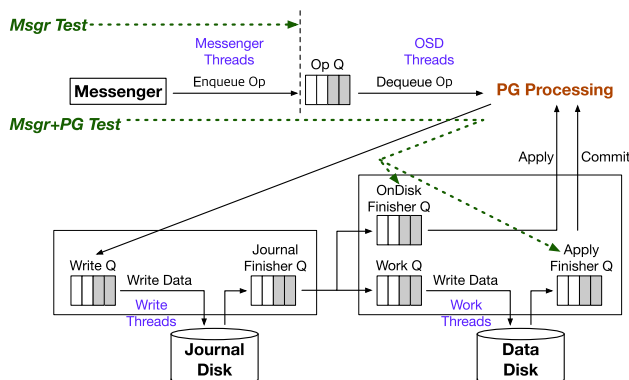 Msgr Test
Messenger
Threads
OSD
Threads
Op Q
Messenger
Enqueue Op
Dequeue Op
PG Processing
Msgr+PG Test
Apply
Commit
OnDisk
Finisher Q
Journal
Finisher Q
Apply
Finisher Q
Write Q
Write Data
Work Q
Write Data
Write
Threads
Work
Threads
Journal
Disk
Data
Disk